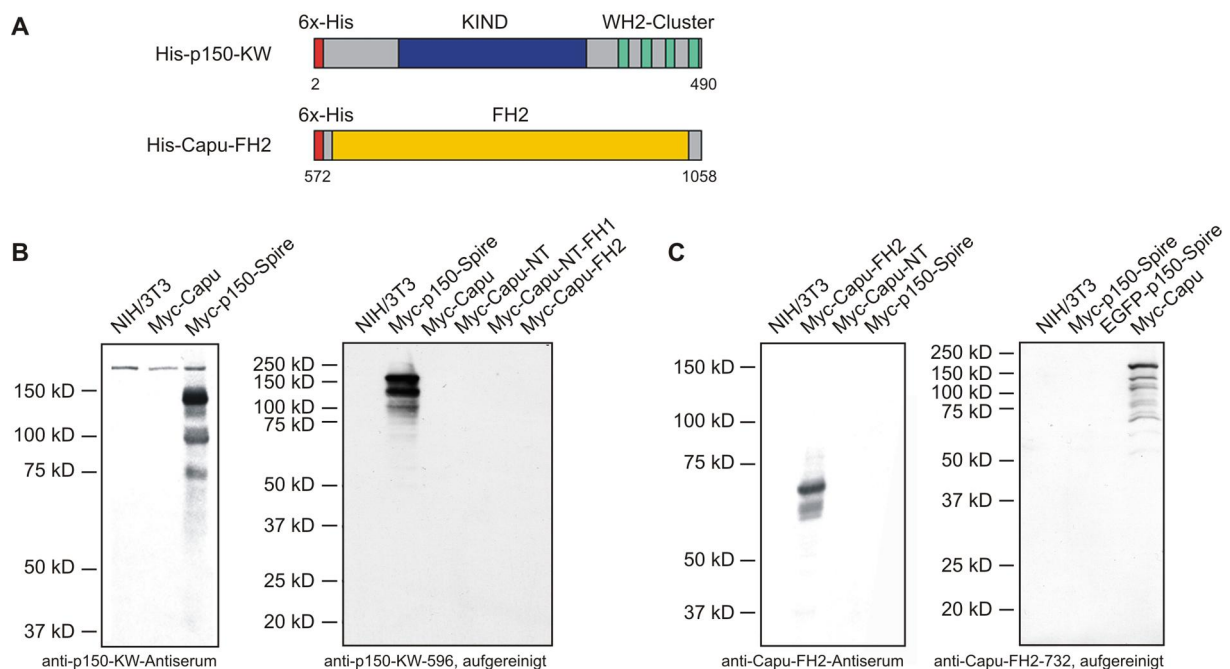 A
6x-His KIND WH2-Cluster
His-p150-KW
2 490
6x-His FH2
His-Capu-FH2
572 1058
B
NIH/3T3
Myc-Capu
Myc-p150-Spire
150 kD
100 kD
75 kD
50 kD
37 kD
anti-p150-KW-Antiserum
NIH/3T3
Myc-p150-Spire
Myc-Capu
Myc-Capu-NT
Myc-Capu-NT-FH1
Myc-Capu-FH2
250 kD
150 kD
100 kD
75 kD
50 kD
37 kD
25 kD
20 kD
anti-p150-KW-596, aufgereinigt
C
NIH/3T3
Myc-Capu-FH2
Myc-Capu-NT
Myc-p150-Spire
150 kD
100 kD
75 kD
50 kD
37 kD
anti-Capu-FH2-Antiserum
NIH/3T3
Myc-p150-Spire
EGFP-p150-Spire
Myc-Capu
250 kD
150 kD
100 kD
75 kD
50 kD
37 kD
25 kD
20 kD
anti-Capu-FH2-732, aufgereinigt